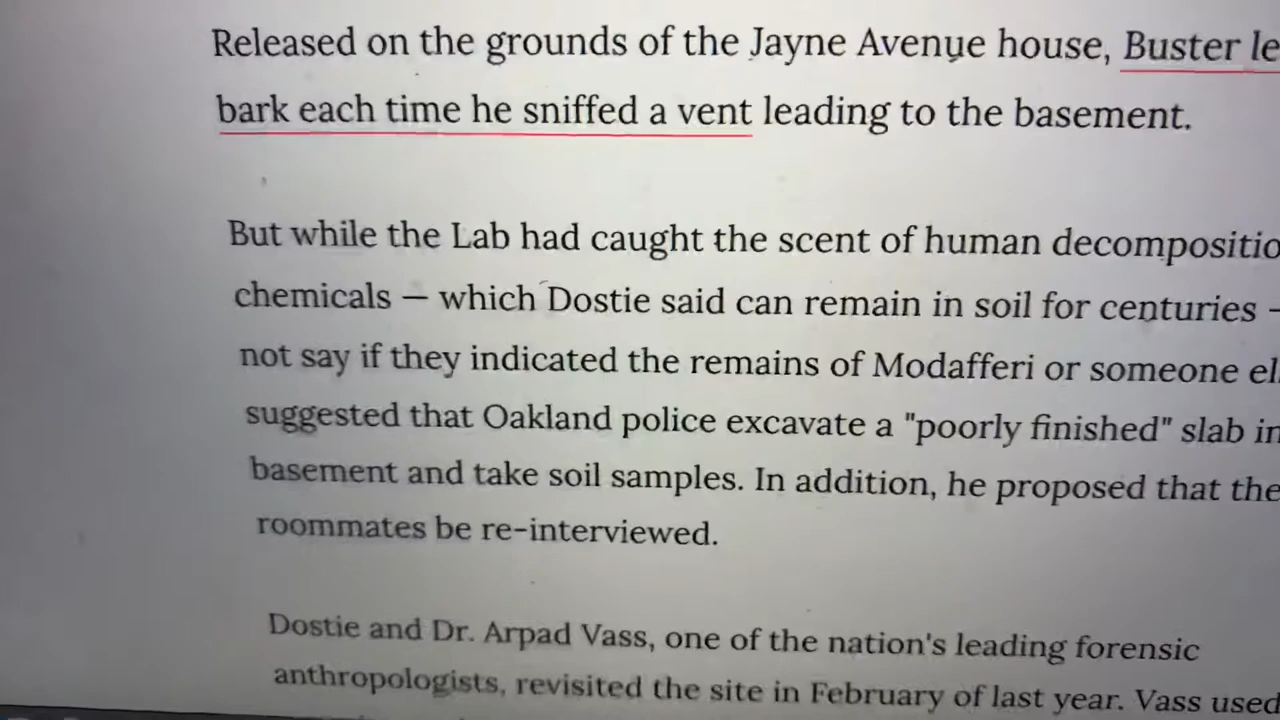 Released on the grounds of the Jayne Avenue house, Buster le
bark each time he sniffed a vent leading to the basement.
But while the Lab had caught the scent of human decompositio
chemicals — which Dostie said can remain in soil for centuries –
not say if they indicated the remains of Modafferi or someone el
suggested that Oakland police excavate a "poorly finished" slab in
basement and take soil samples. In addition, he proposed that the
roommates be re-interviewed.
Dostie and Dr. Arpad Vass, one of the nation's leading forensic
anthropologists, revisited the site in February of last year. Vass used